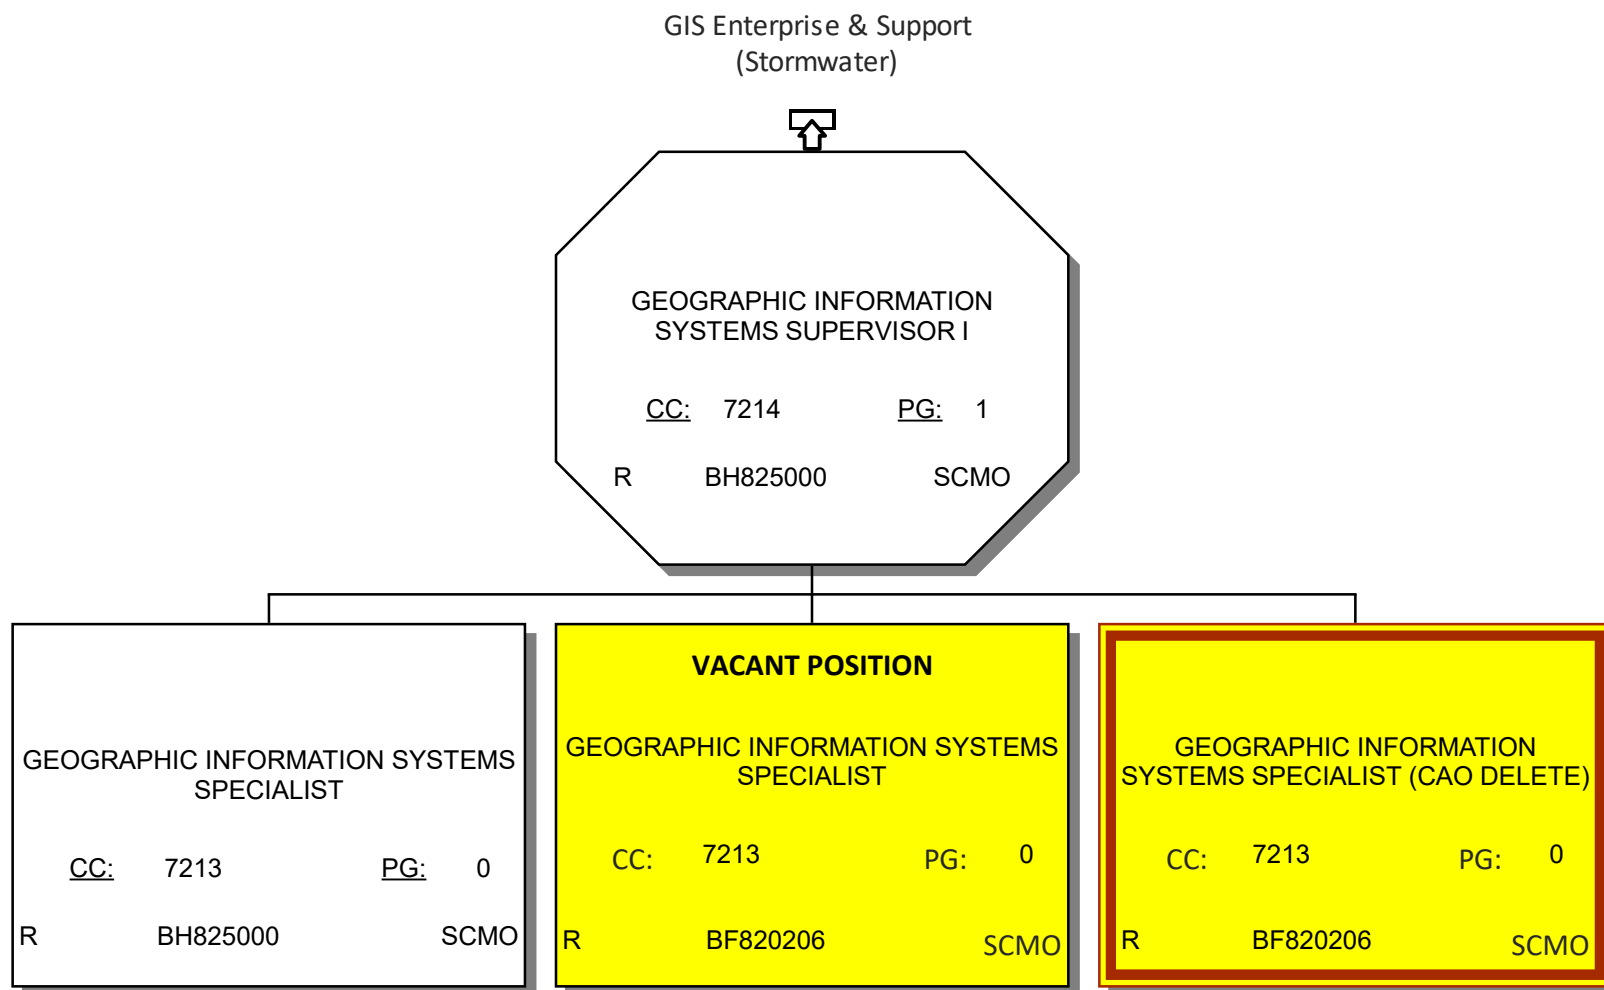 GIS Enterprise & Support
(Stormwater)
GEOGRAPHIC INFORMATION
SYSTEMS SUPERVISOR I
CC: 7214 PG: 1
R BH825000 SCMO
GEOGRAPHIC INFORMATION SYSTEMS
SPECIALIST
CC: 7213 PG: 0
R BH825000 SCMO
VACANT POSITION
GEOGRAPHIC INFORMATION SYSTEMS
SPECIALIST
CC: 7213 PG: 0
R BF820206 SCMO
GEOGRAPHIC INFORMATION
SYSTEMS SPECIALIST (CAO DELETE)
CC: 7213 PG: 0
R BF820206 SCMO